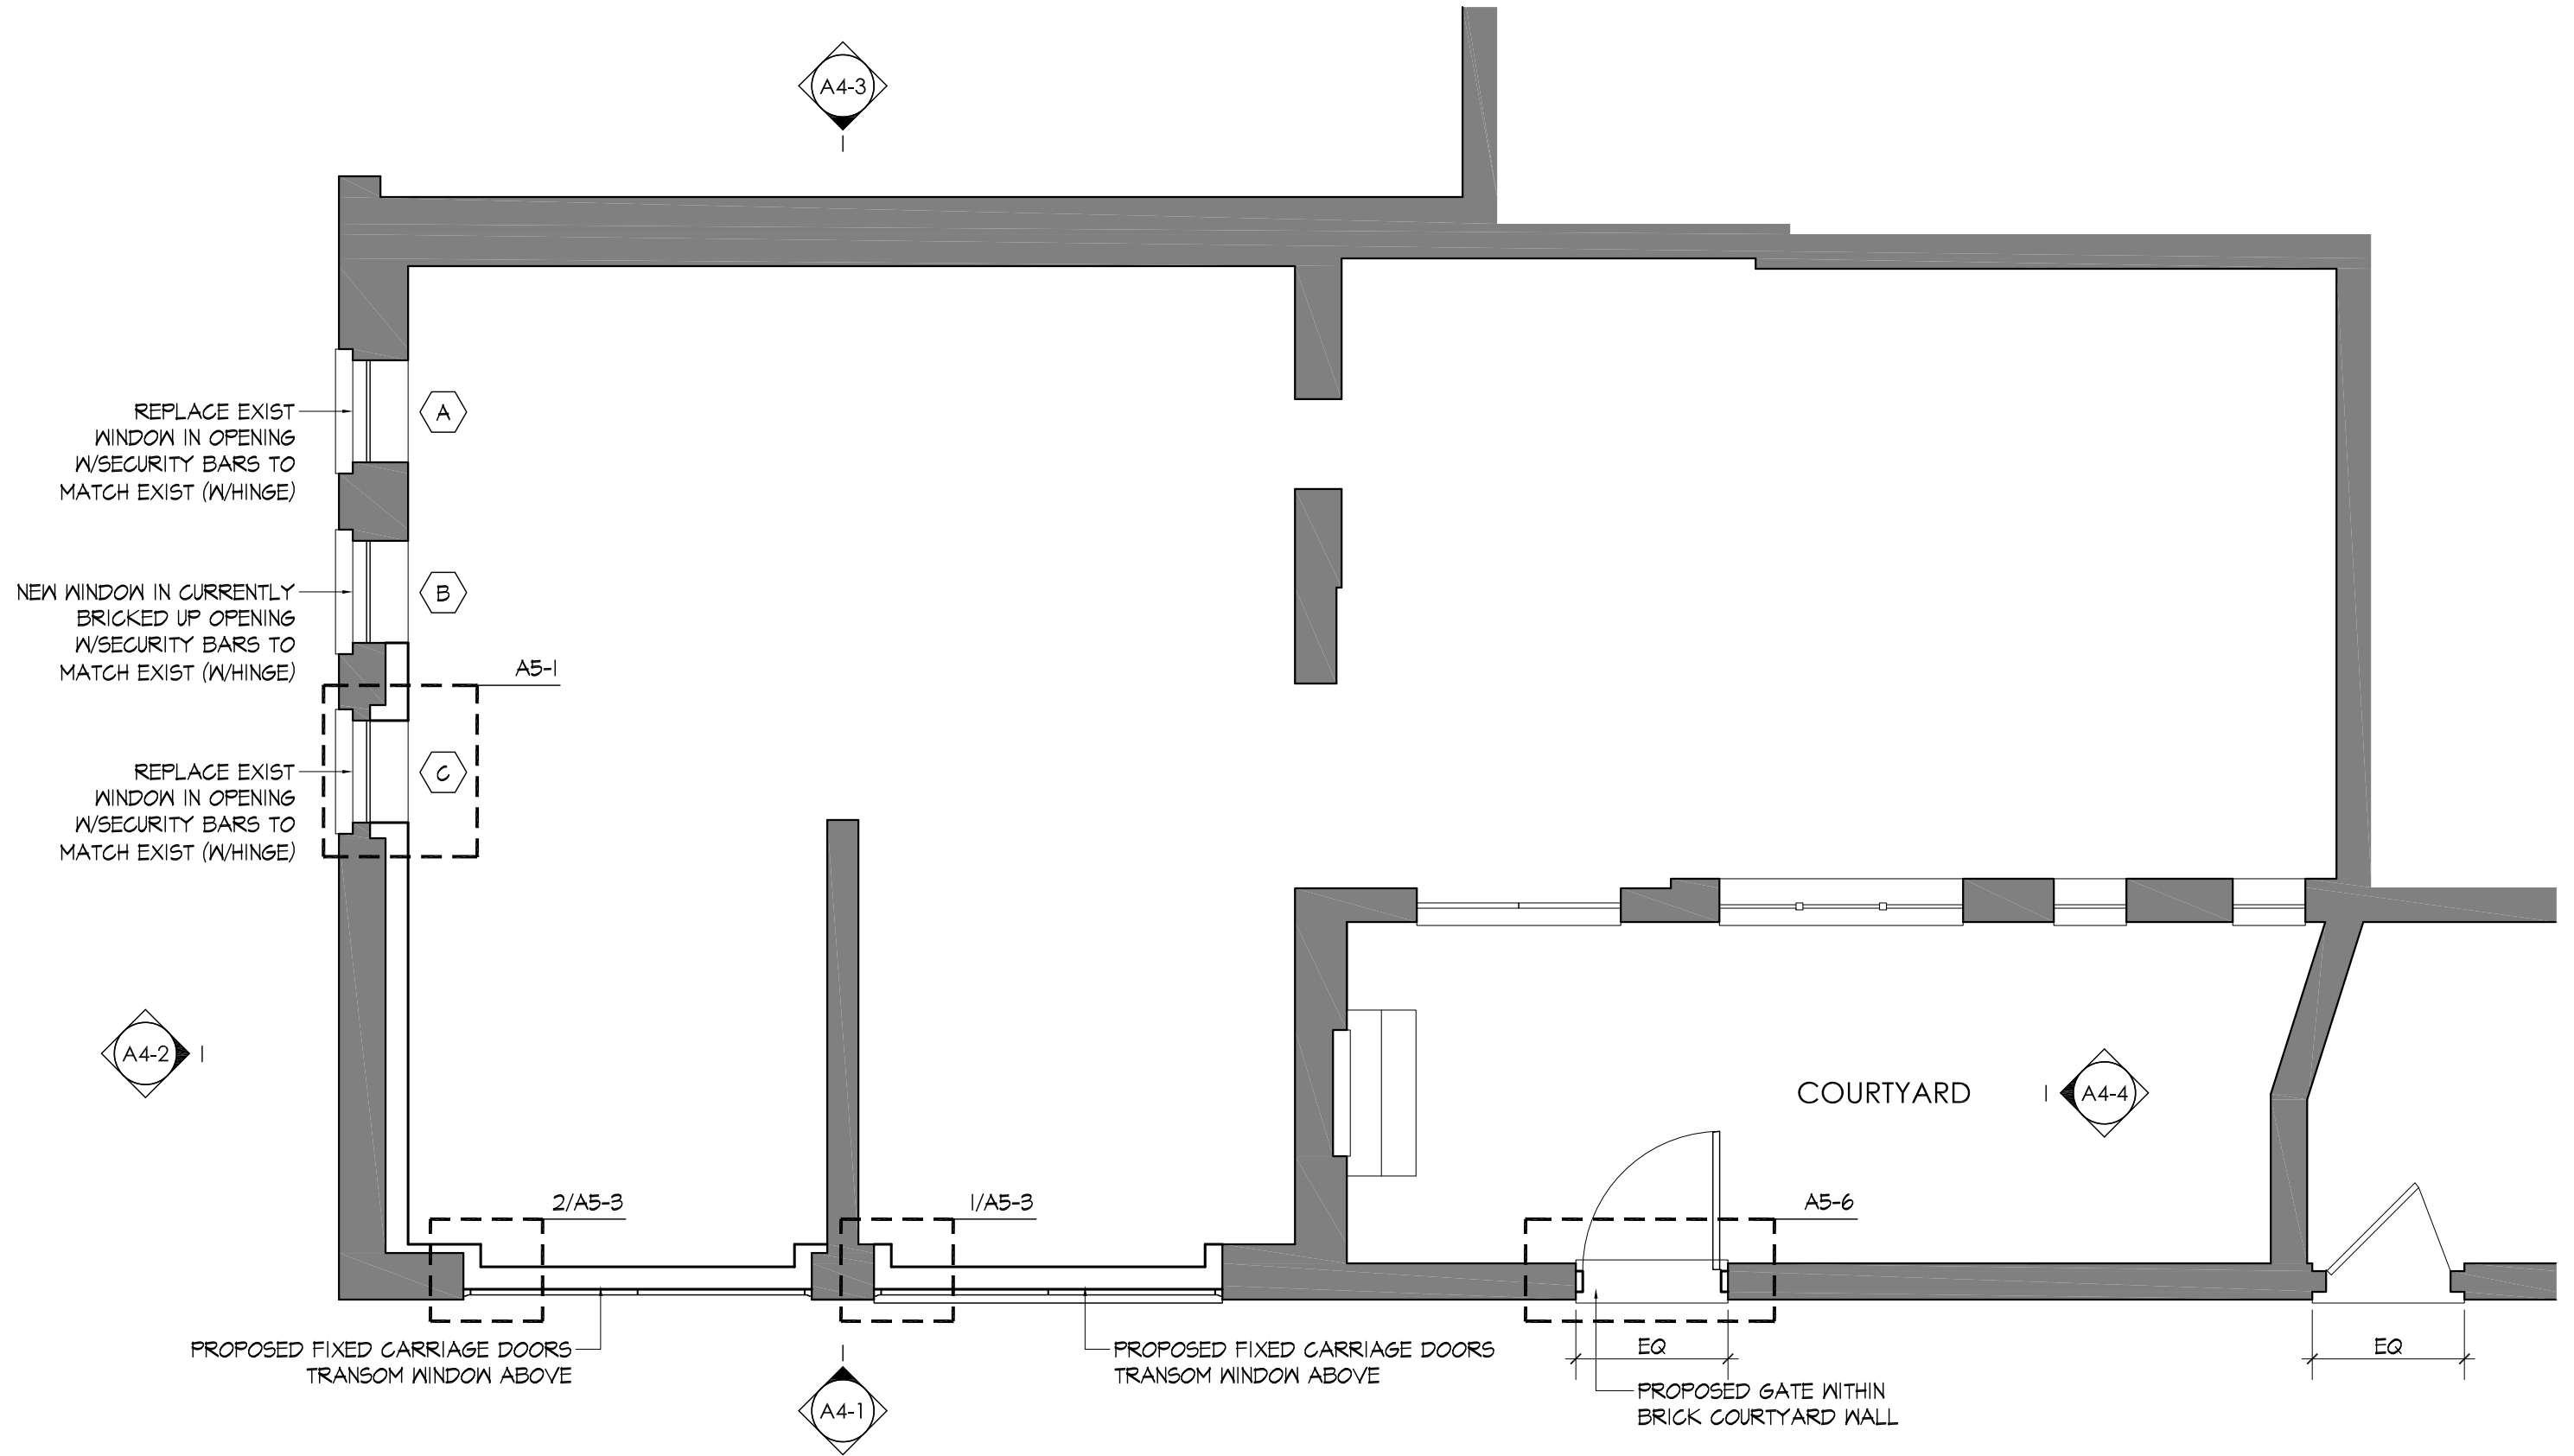 A4-3
REPLACE EXIST
WINDOW IN OPENING
W/SECURITY BARS TO
MATCH EXIST (W/HINGE)
A
NEW WINDOW IN CURRENTLY
BRICKED UP OPENING
W/SECURITY BARS TO
MATCH EXIST (W/HINGE)
B
A5-1
REPLACE EXIST
WINDOW IN OPENING
W/SECURITY BARS TO
MATCH EXIST (W/HINGE)
C
A4-2
COURTYARD
A4-4
2/A5-3
1/A5-3
A5-6
PROPOSED FIXED CARRIAGE DOORS
TRANSOM WINDOW ABOVE
PROPOSED FIXED CARRIAGE DOORS
TRANSOM WINDOW ABOVE
EQ
EQ
A4-1
PROPOSED GATE WITHIN
BRICK COURTYARD WALL